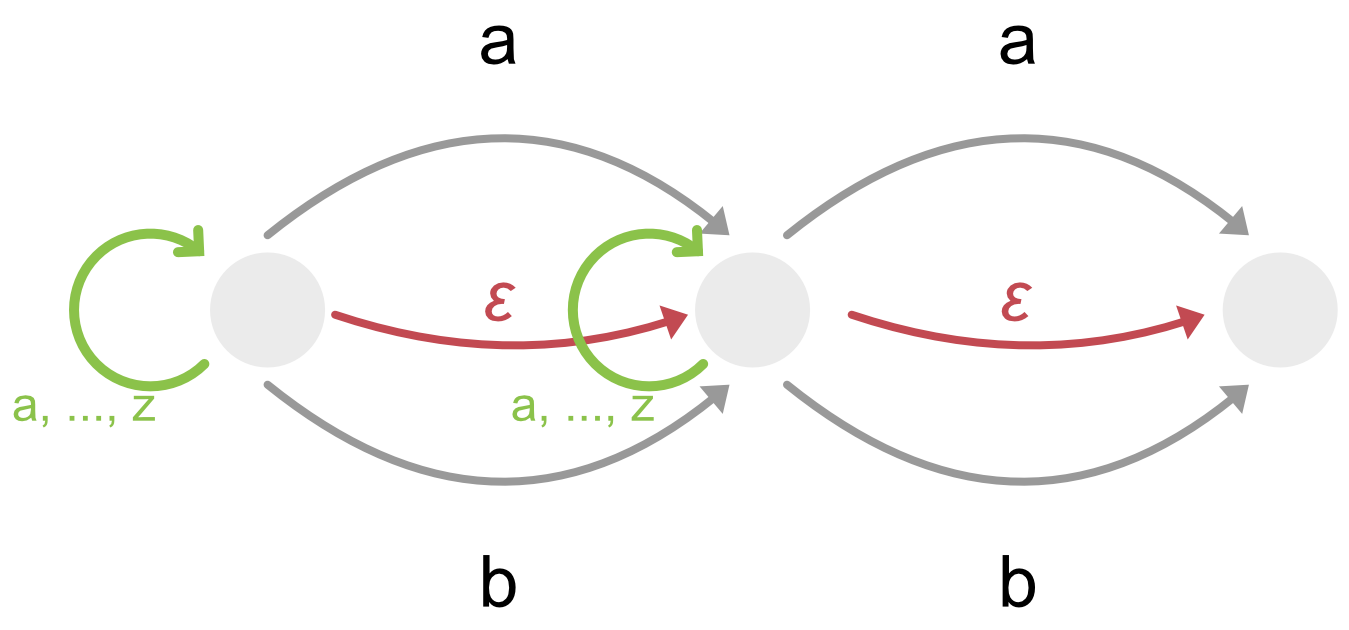 a a
ε ε
a, ..., z a, ..., z
b b